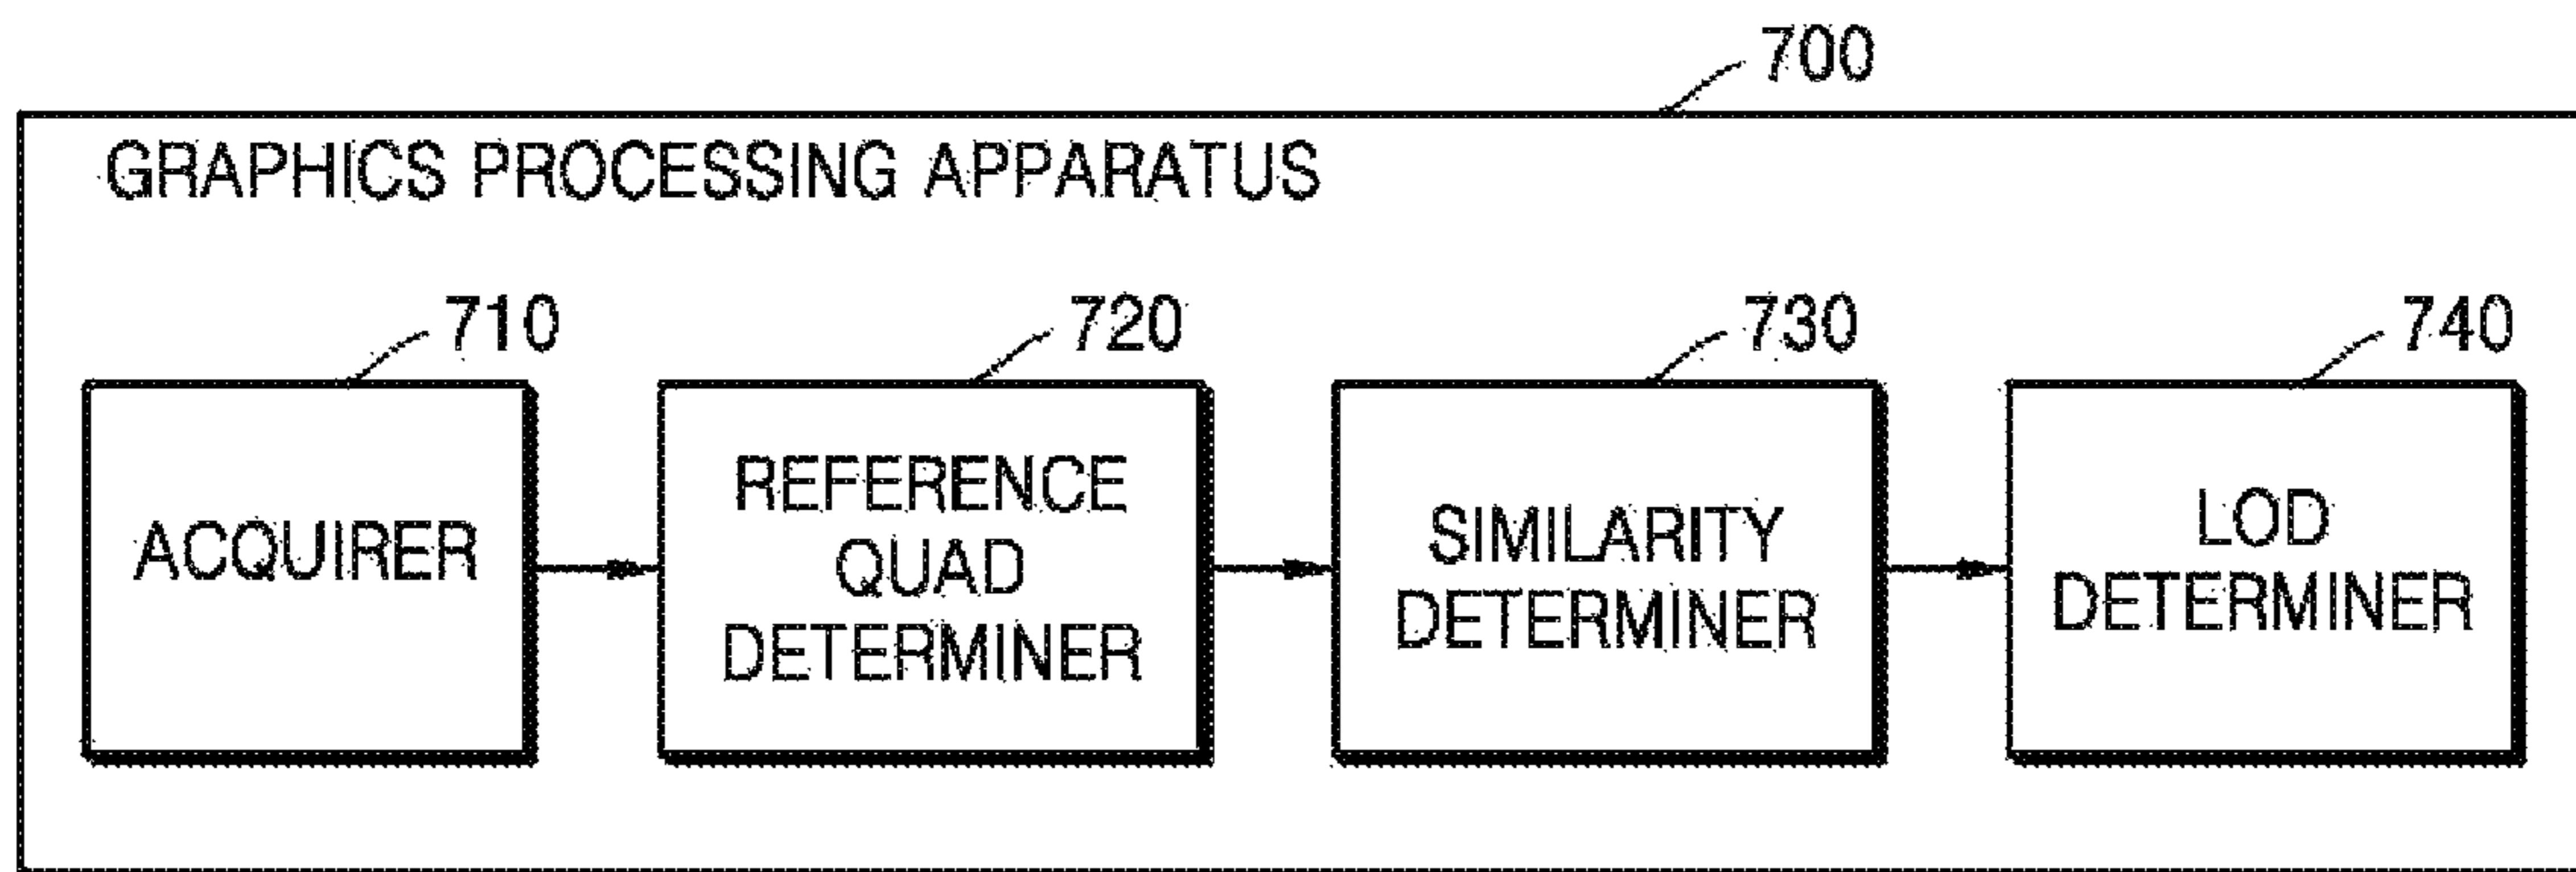 700
GRAPHICS PROCESSING APPARATUS
710
720
730
740
ACQUIRER
REFERENCE
QUAD
DETERMINER
SIMILARITY
DETERMINER
LOD
DETERMINER